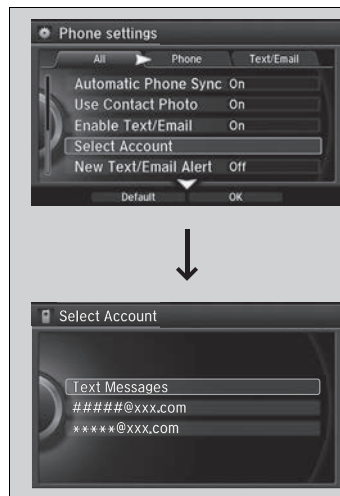 Phone settings
All Phone Text/Email
Automatic Phone Sync On
Use Contact Photo On
Enable Text/Email On
Select Account
New Text/Email Alert Off
Default OK
Select Account
Text Messages
#####@xxx.com
*****@xxx.com